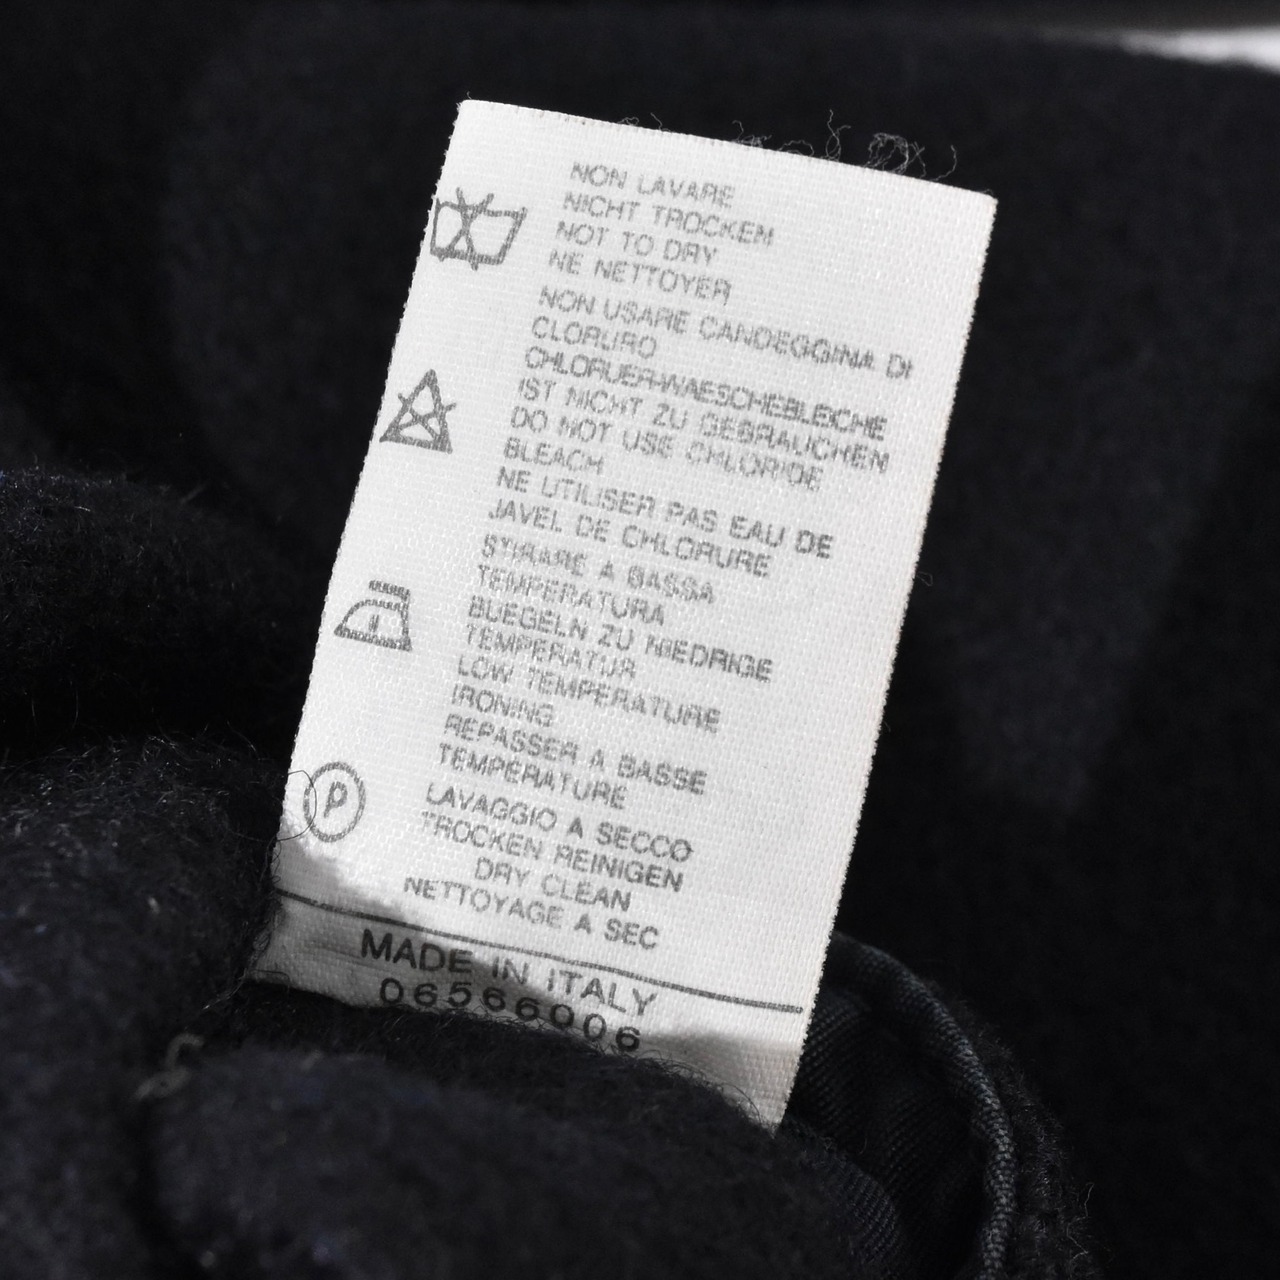 NON LAVARE
NICHT TROCKEN
NOT TO DRY
NE NETTOYER
NON USARE CANDEGGINA DI
CLORURO
CHLORUER-WAESCHEBLEICHE
IST NICHT ZU GEBRAUCHEN
DO NOT USE CHLORIDE
BLEACH
NE UTILISER PAS EAU DE
JAVEL DE CHLORURE
STIRARE A BASSA
TEMPERATURA
BUEGELN ZU NIEDRIGE
TEMPERATUR
LOW TEMPERATURE
IRONING
REPASSER A BASSE
TEMPERATURE
P
LAVAGGIO A SECCO
TROCKEN REINIGEN
DRY CLEAN
NETTOYAGE A SEC
MADE IN ITALY
06566006